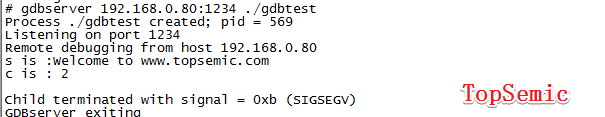 # gdbserver 192.168.0.80:1234 ./gdbtest
Process ./gdbtest created; pid = 569
Listening on port 1234
Remote debugging from host 192.168.0.80
s is :Welcome to www.topsemic.com
c is : 2
Child terminated with signal = 0xb (SIGSEGV)
TopSemic
GDBserver exiting